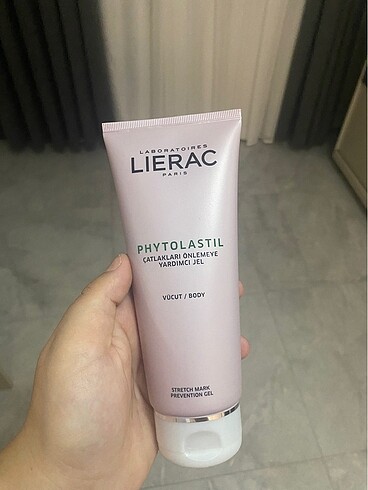 LABORATOIRES
LIERAC
PARIS
PHYTOLASTIL
ÇATLAKLARI ÖNLEMEYE
YARDIMCI JEL
VÜCUT / BODY
STRETCH MARK
PREVENTION GEL